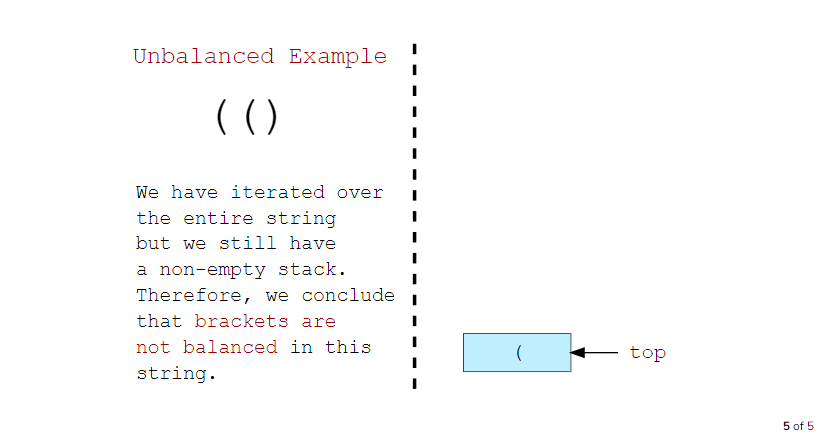 Unbalanced Example
(()
We have iterated over
the entire string
but we still have
a non-empty stack.
Therefore, we conclude
that brackets are
not balanced in this
string.
(
top
5 of 5